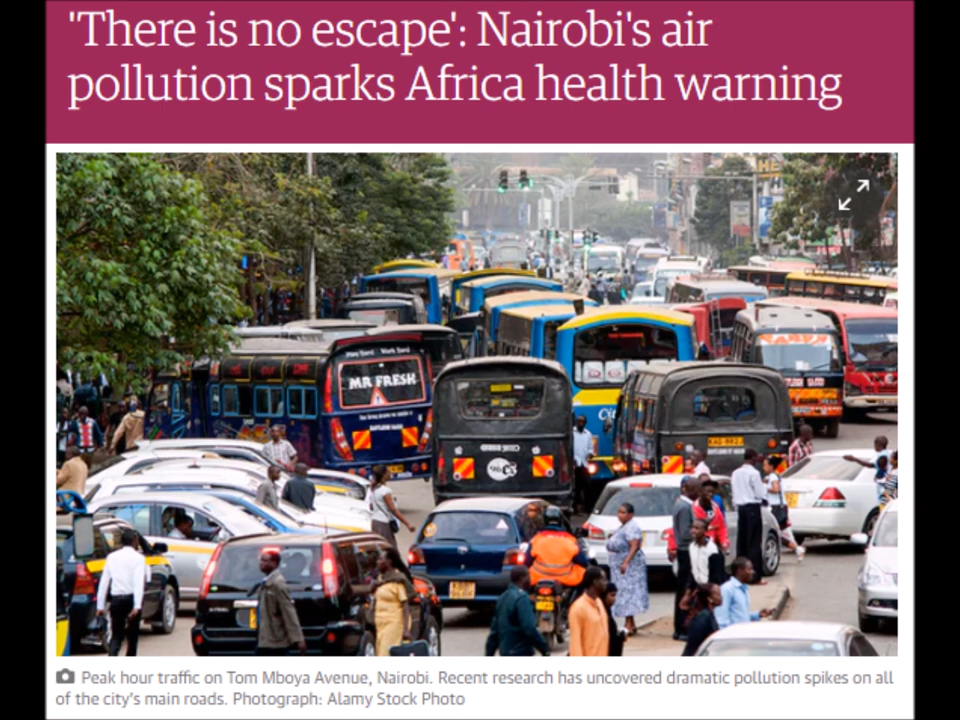 'There is no escape': Nairobi's air
pollution sparks Africa health warning
MR FRESH
Peak hour traffic on Tom Mboya Avenue, Nairobi. Recent research has uncovered dramatic pollution spikes on all
of the city's main roads. Photograph: Alamy Stock Photo